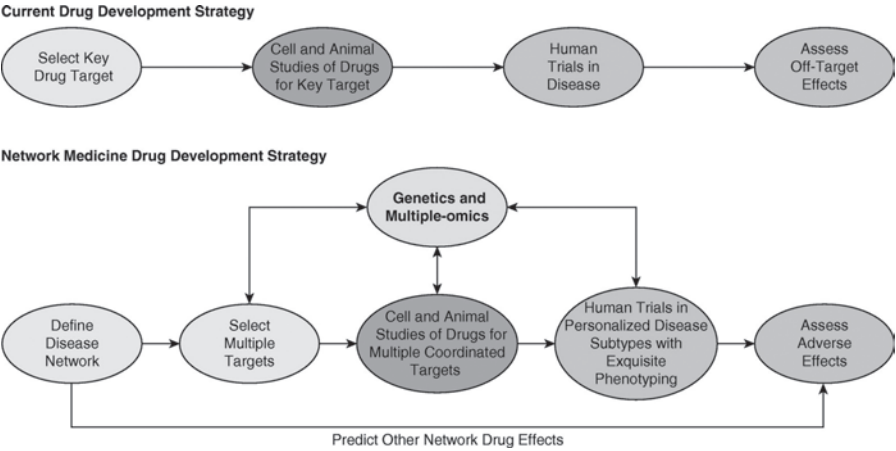 Current Drug Development Strategy
Select Key
Drug Target
Cell and Animal
Studies of Drugs
for Key Target
Human
Trials in
Disease
Assess
Off-Target
Effects
Network Medicine Drug Development Strategy
Genetics and
Multiple-omics
Define
Disease
Network
Select
Multiple
Targets
Cell and Animal
Studies of Drugs for
Multiple Coordinated
Targets
Human Trials in
Personalized Disease
Subtypes with
Exquisite
Phenotyping
Assess
Adverse
Effects
Predict Other Network Drug Effects